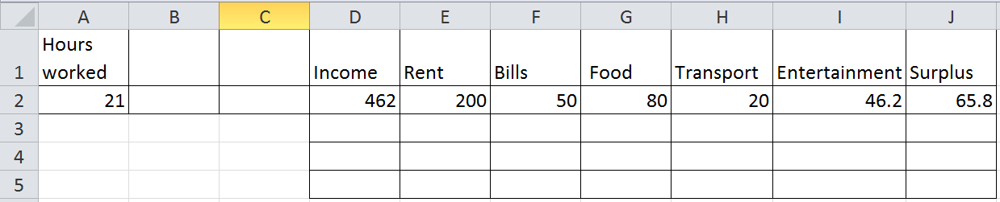 A B C D E F G H I J
Hours
1 worked Income Rent Bills Food Transport Entertainment Surplus
2 21 462 200 50 80 20 46.2 65.8
3
4
5